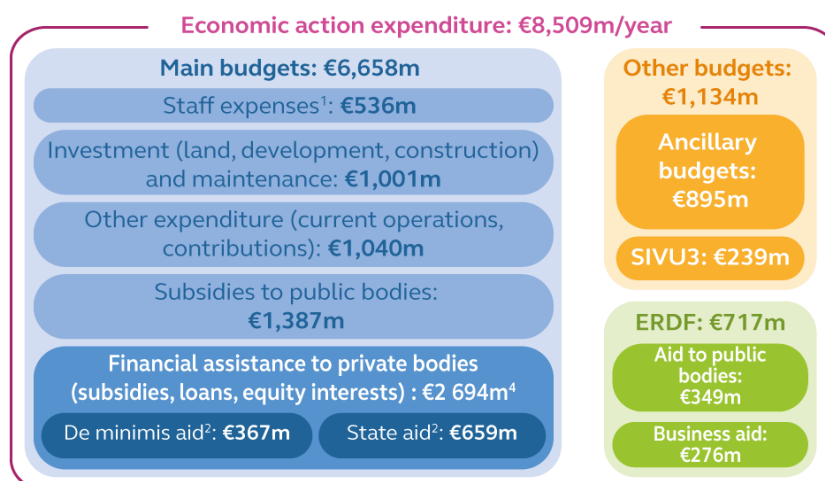 Economic action expenditure: €8,509m/year
Main budgets: €6,658m
Staff expenses¹: €536m
Investment (land, development, construction)
and maintenance: €1,001m
Other expenditure (current operations,
contributions): €1,040m
Subsidies to public bodies:
€1,387m
Financial assistance to private bodies
(subsidies, loans, equity interests) : €2 694m⁴
De minimis aid²: €367m
State aid²: €659m
Other budgets:
€1,134m
Ancillary
budgets:
€895m
SIVU3: €239m
ERDF: €717m
Aid to public
bodies:
€349m
Business aid:
€276m